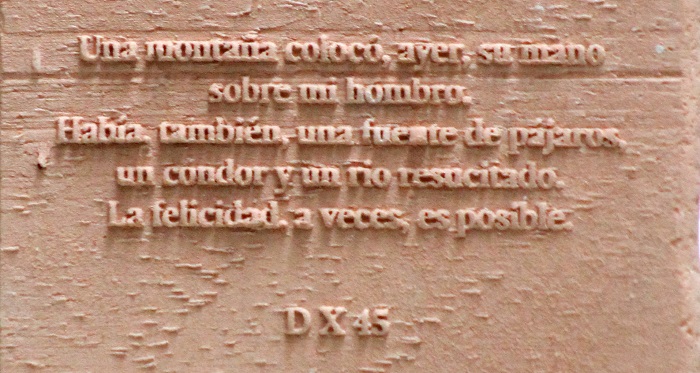 Una montaña colocó, ayer, su mano
sobre mi hombro.
Había, también, una fuente de pájaros,
un condor y un rio resucitado.
La felicidad, a veces, es posible.
D X 45